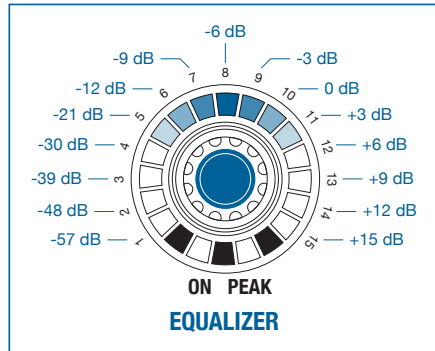 -6 dB
-9 dB -3 dB
-12 dB 7 8 9 0 dB
-21 dB 6 10 +3 dB
-30 dB 5 11 +6 dB
-39 dB 4 12 +9 dB
-48 dB 3 13 +12 dB
-57 dB 2 14 +15 dB
1 15
ON PEAK
EQUALIZER